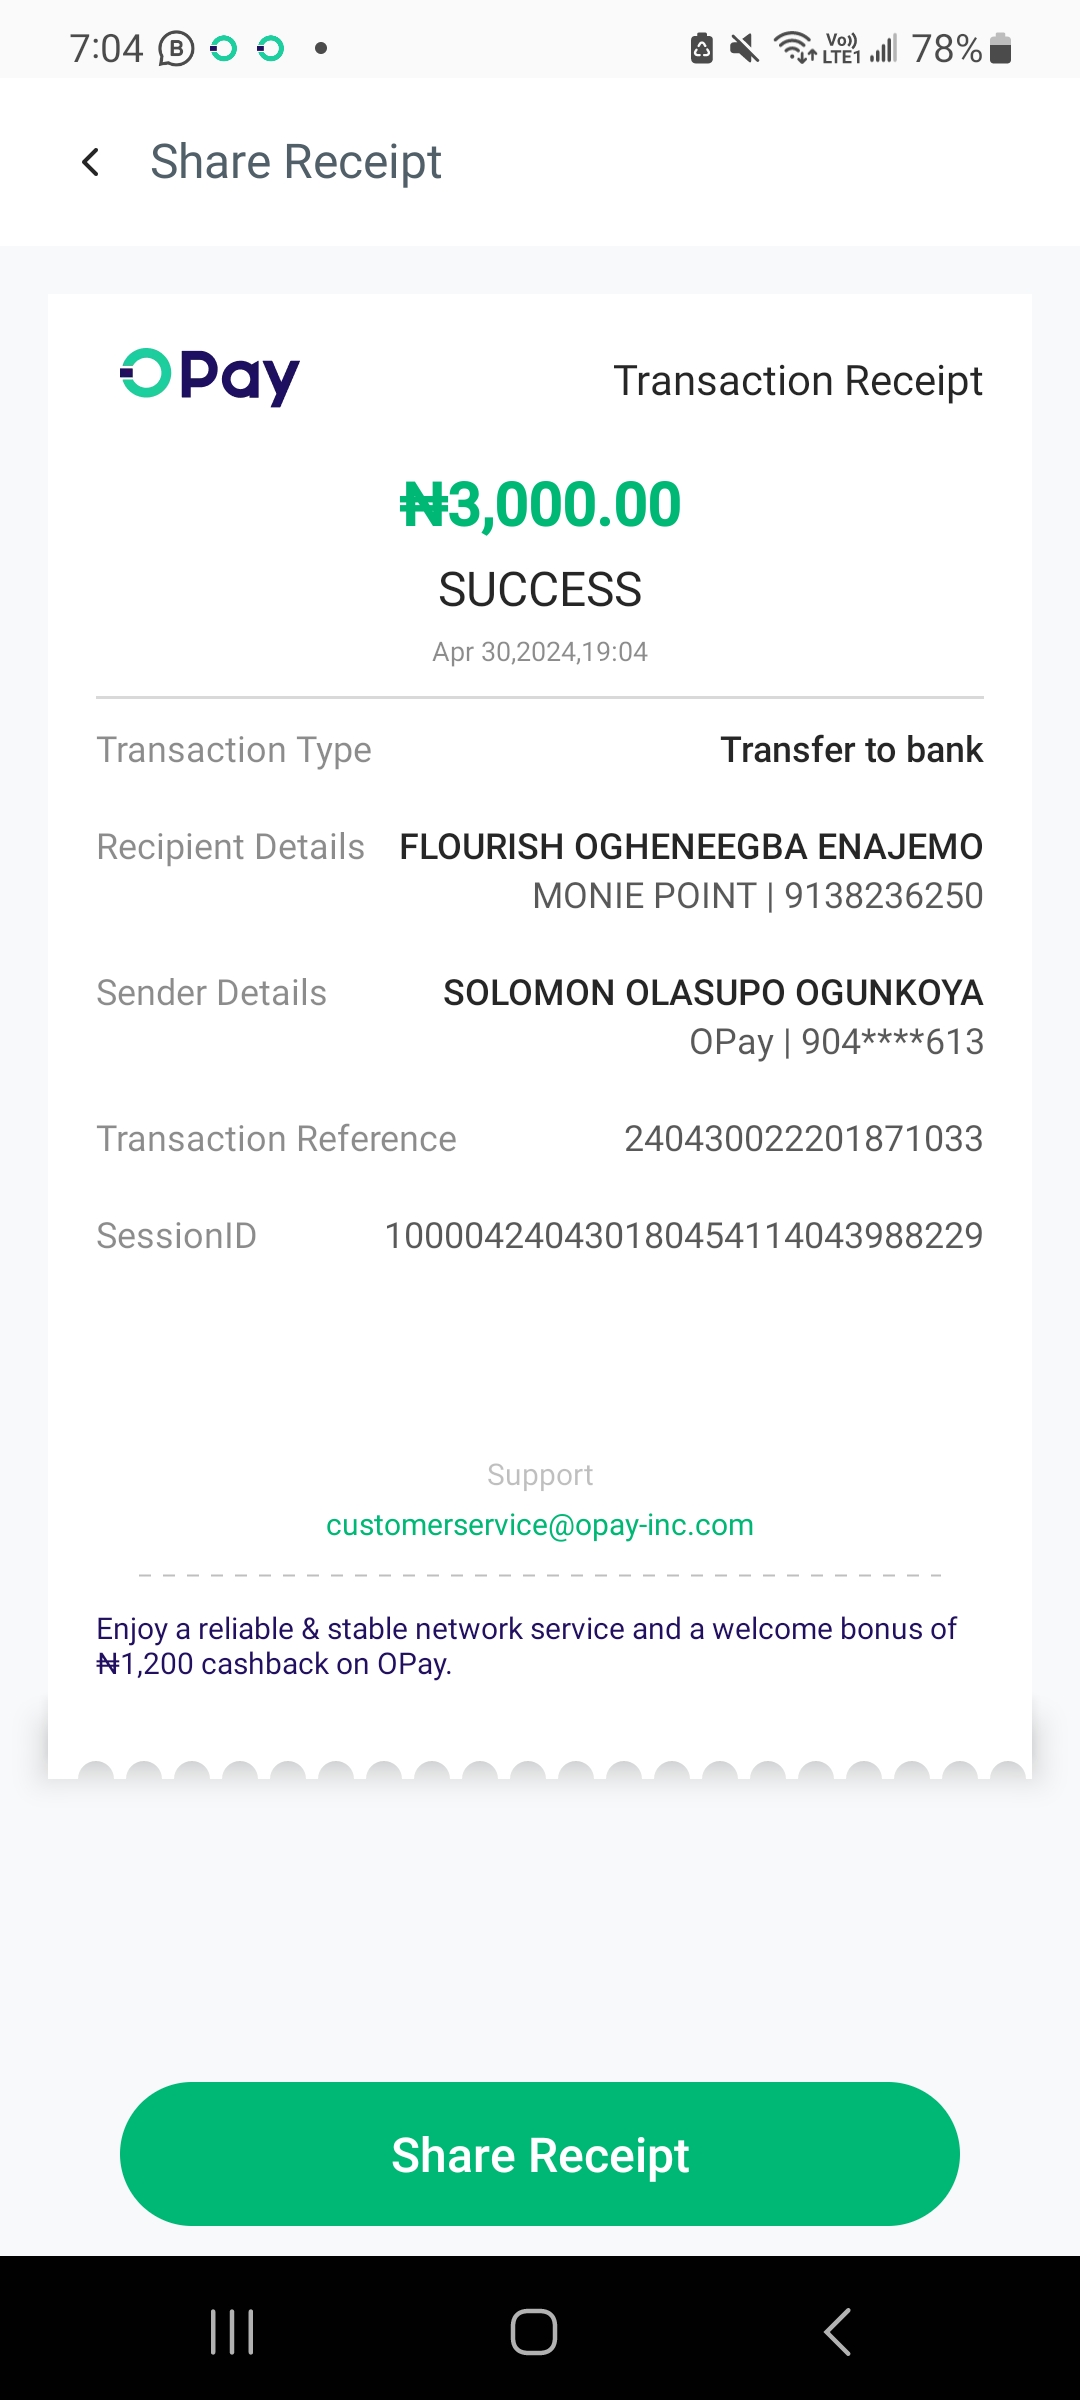 7:04
Vo)) LTE1 78%
Share Receipt
OPay
Transaction Receipt
₦3,000.00
SUCCESS
Apr 30,2024,19:04
Transaction Type Transfer to bank
Recipient Details FLOURISH OGHENEEGBA ENAJEMO
MONIE POINT | 9138236250
Sender Details SOLOMON OLASUPO OGUNKOYA
OPay | 904****613
Transaction Reference 240430022201871033
SessionID 100004240430180454114043988229
Support
customerservice@opay-inc.com
Enjoy a reliable & stable network service and a welcome bonus of
₦1,200 cashback on OPay.
Share Receipt